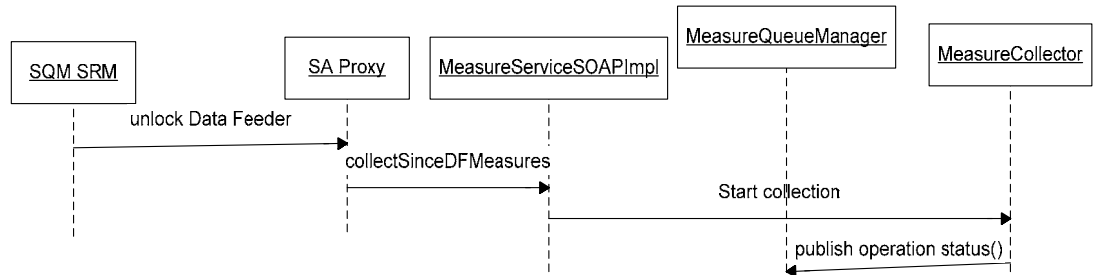 SQM SRM
SA Proxy
MeasureServiceSOAPImpl
MeasureQueueManager
MeasureCollector
unlock Data Feeder
collectSinceDFMeasures
Start collection
publish operation status()